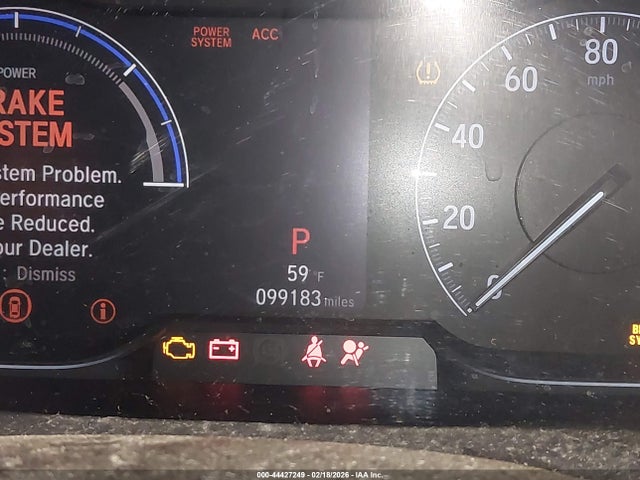 POWER
SYSTEM
ACC
POWER
RAKE
STEM
stem Problem.
erformance
e Reduced.
our Dealer.
: Dismiss
P
59 °F
099183 miles
80
mph
60
40
20
0
000-44427249 - 02/18/2026 - IAA Inc.